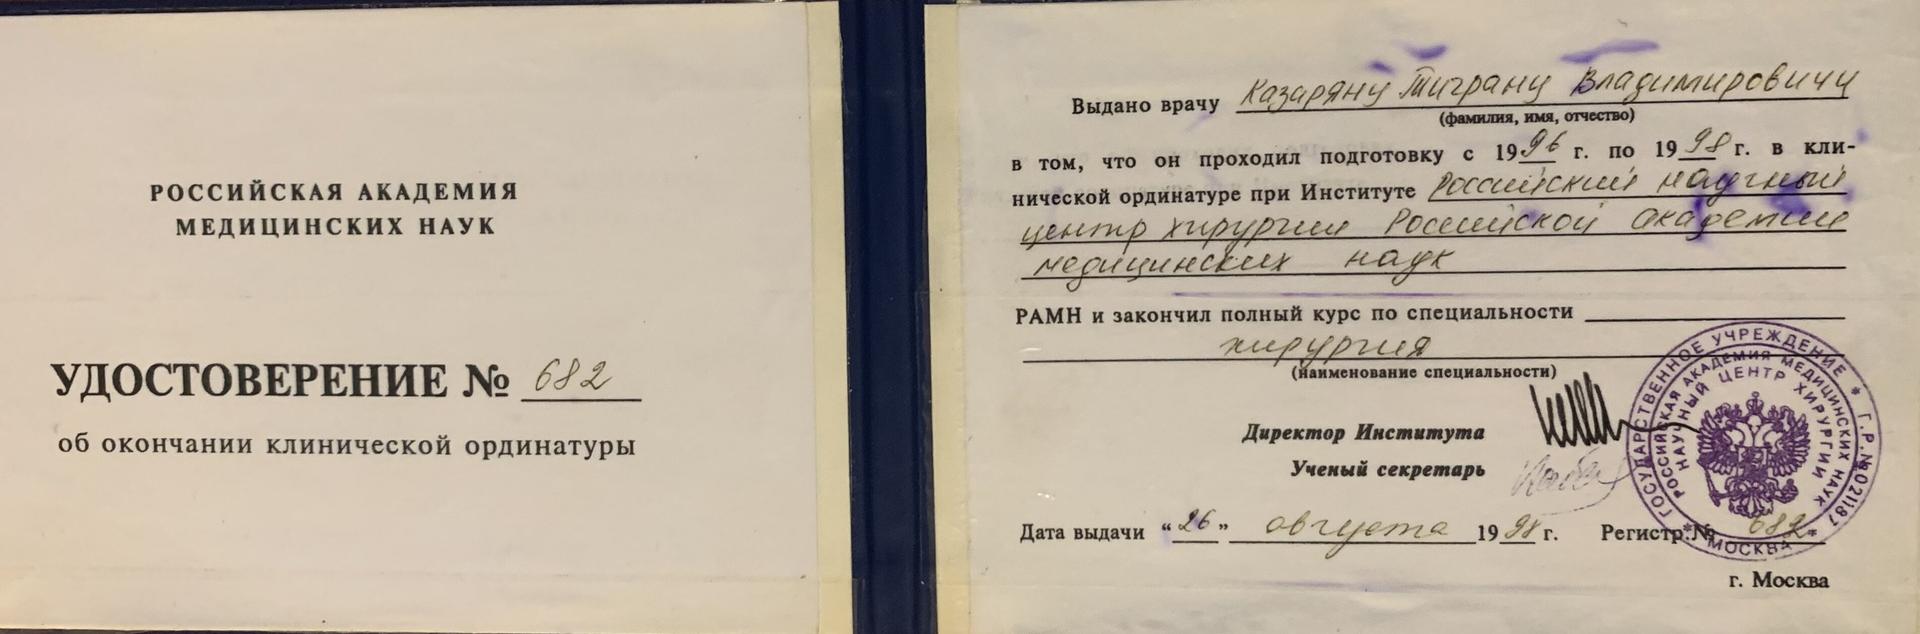 РОССИЙСКАЯ АКАДЕМИЯ
МЕДИЦИНСКИХ НАУК
УДОСТОВЕРЕНИЕ № 682
об окончании клинической ординатуры
Выдано врачу Казаряну Тиграну Владимировичу
(фамилия, имя, отчество)
в том, что он проходил подготовку с 1996 г. по 1998 г. в кли-
нической ординатуре при Институте Российский научный
центр хирургии Российской академии
медицинских наук
РАМН и закончил полный курс по специальности
хирургия
(наименование специальности)
Директор Института
Ученый секретарь
Дата выдачи “26” августа 1998 г. Регистр.№ 682
г. Москва
ГОСУДАРСТВЕННОЕ УЧРЕЖДЕНИЕ * Г.Р.№021187 * МОСКВА *
РОССИЙСКАЯ АКАДЕМИЯ МЕДИЦИНСКИХ НАУК
НАУЧНЫЙ ЦЕНТР ХИРУРГИИ